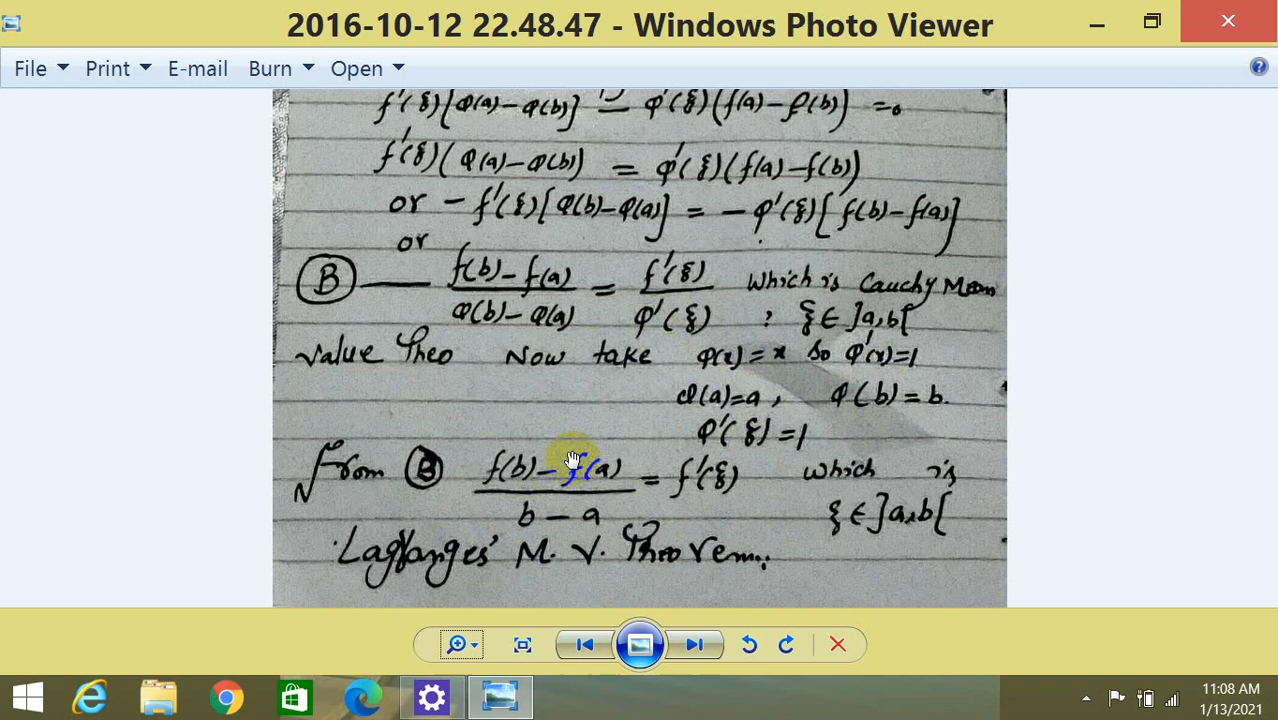 2016-10-12 22.48.47 - Windows Photo Viewer
File Print E-mail Burn Open
f'(ξ)[φ(a)-φ(b)] - φ'(ξ)(f(a)-f(b)) =0
f'(ξ)(φ(a)-φ(b)) = φ'(ξ)(f(a)-f(b))
or - f'(ξ)[φ(b)-φ(a)] = - φ'(ξ)[f(b)-f(a)]
or
B — f(b)-f(a) / φ(b)-φ(a) = f'(ξ) / φ'(ξ) which is Cauchy Mean
; ξ ∈ ]a,b[
value Theo Now take φ(x)=x so φ'(x)=1
φ(a)=a, φ(b)=b.
φ'(ξ)=1
From B f(b)-f(a) / b-a = f'(ξ) which is
ξ ∈ ]a,b[
Lagranges' M. V. Theorem.
11:08 AM
1/13/2021